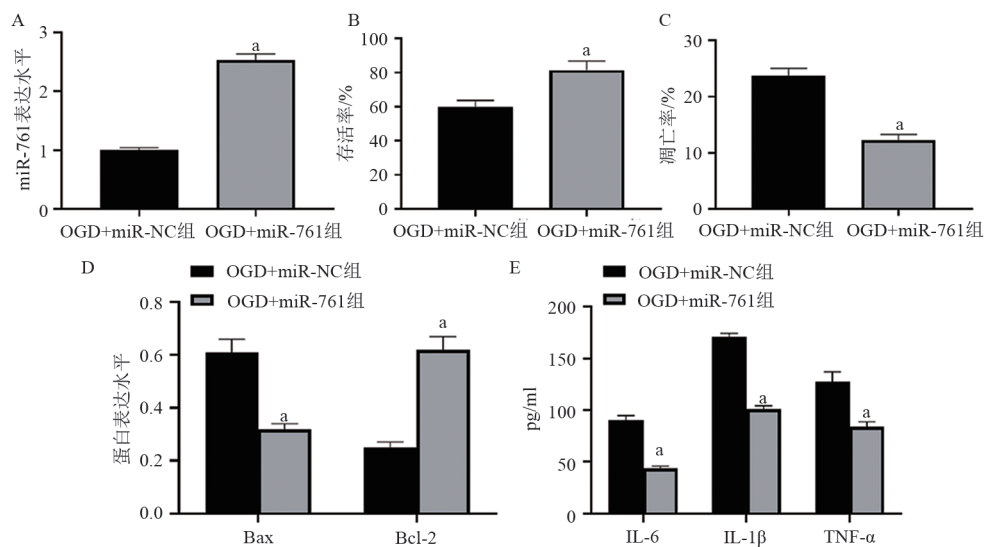 A
miR-761表达水平
3
2
1
0
a
OGD+miR-NC组
OGD+miR-761组
B
存活率/%
100
80
60
40
20
0
a
OGD+miR-NC组
OGD+miR-761组
C
凋亡率/%
30
20
10
0
a
OGD+miR-NC组
OGD+miR-761组
D
OGD+miR-NC组
OGD+miR-761组
蛋白表达水平
0.8
0.6
0.4
0.2
0.0
a
a
Bax
Bcl-2
E
OGD+miR-NC组
OGD+miR-761组
pg/ml
200
150
100
50
0
a
a
a
IL-6
IL-1β
TNF-α